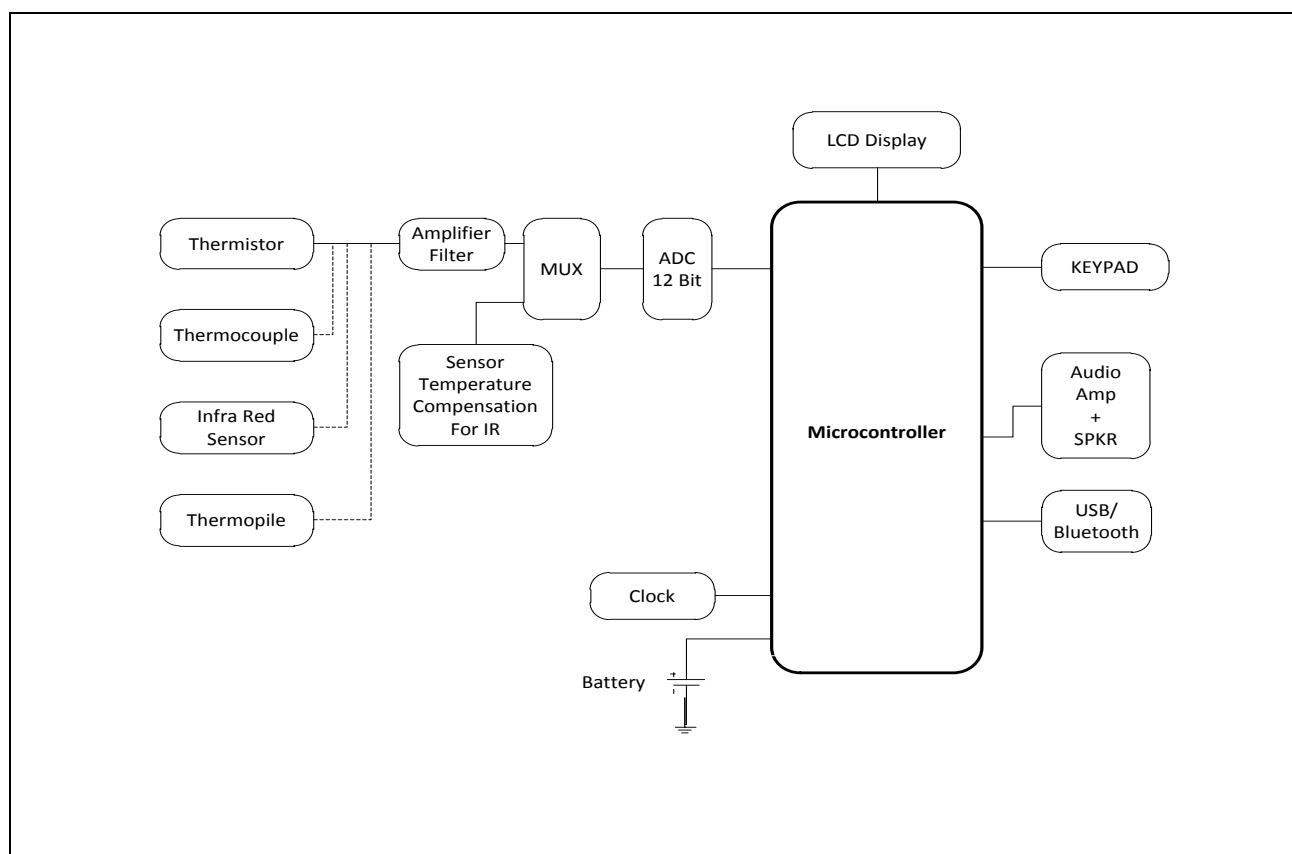 LCD Display
Thermistor
Amplifier
Filter
MUX
ADC
12 Bit
KEYPAD
Thermocouple
Sensor
Temperature
Compensation
For IR
Audio
Amp
+
SPKR
Infra Red
Sensor
Microcontroller
Thermopile
USB/
Bluetooth
Clock
Battery
+
-